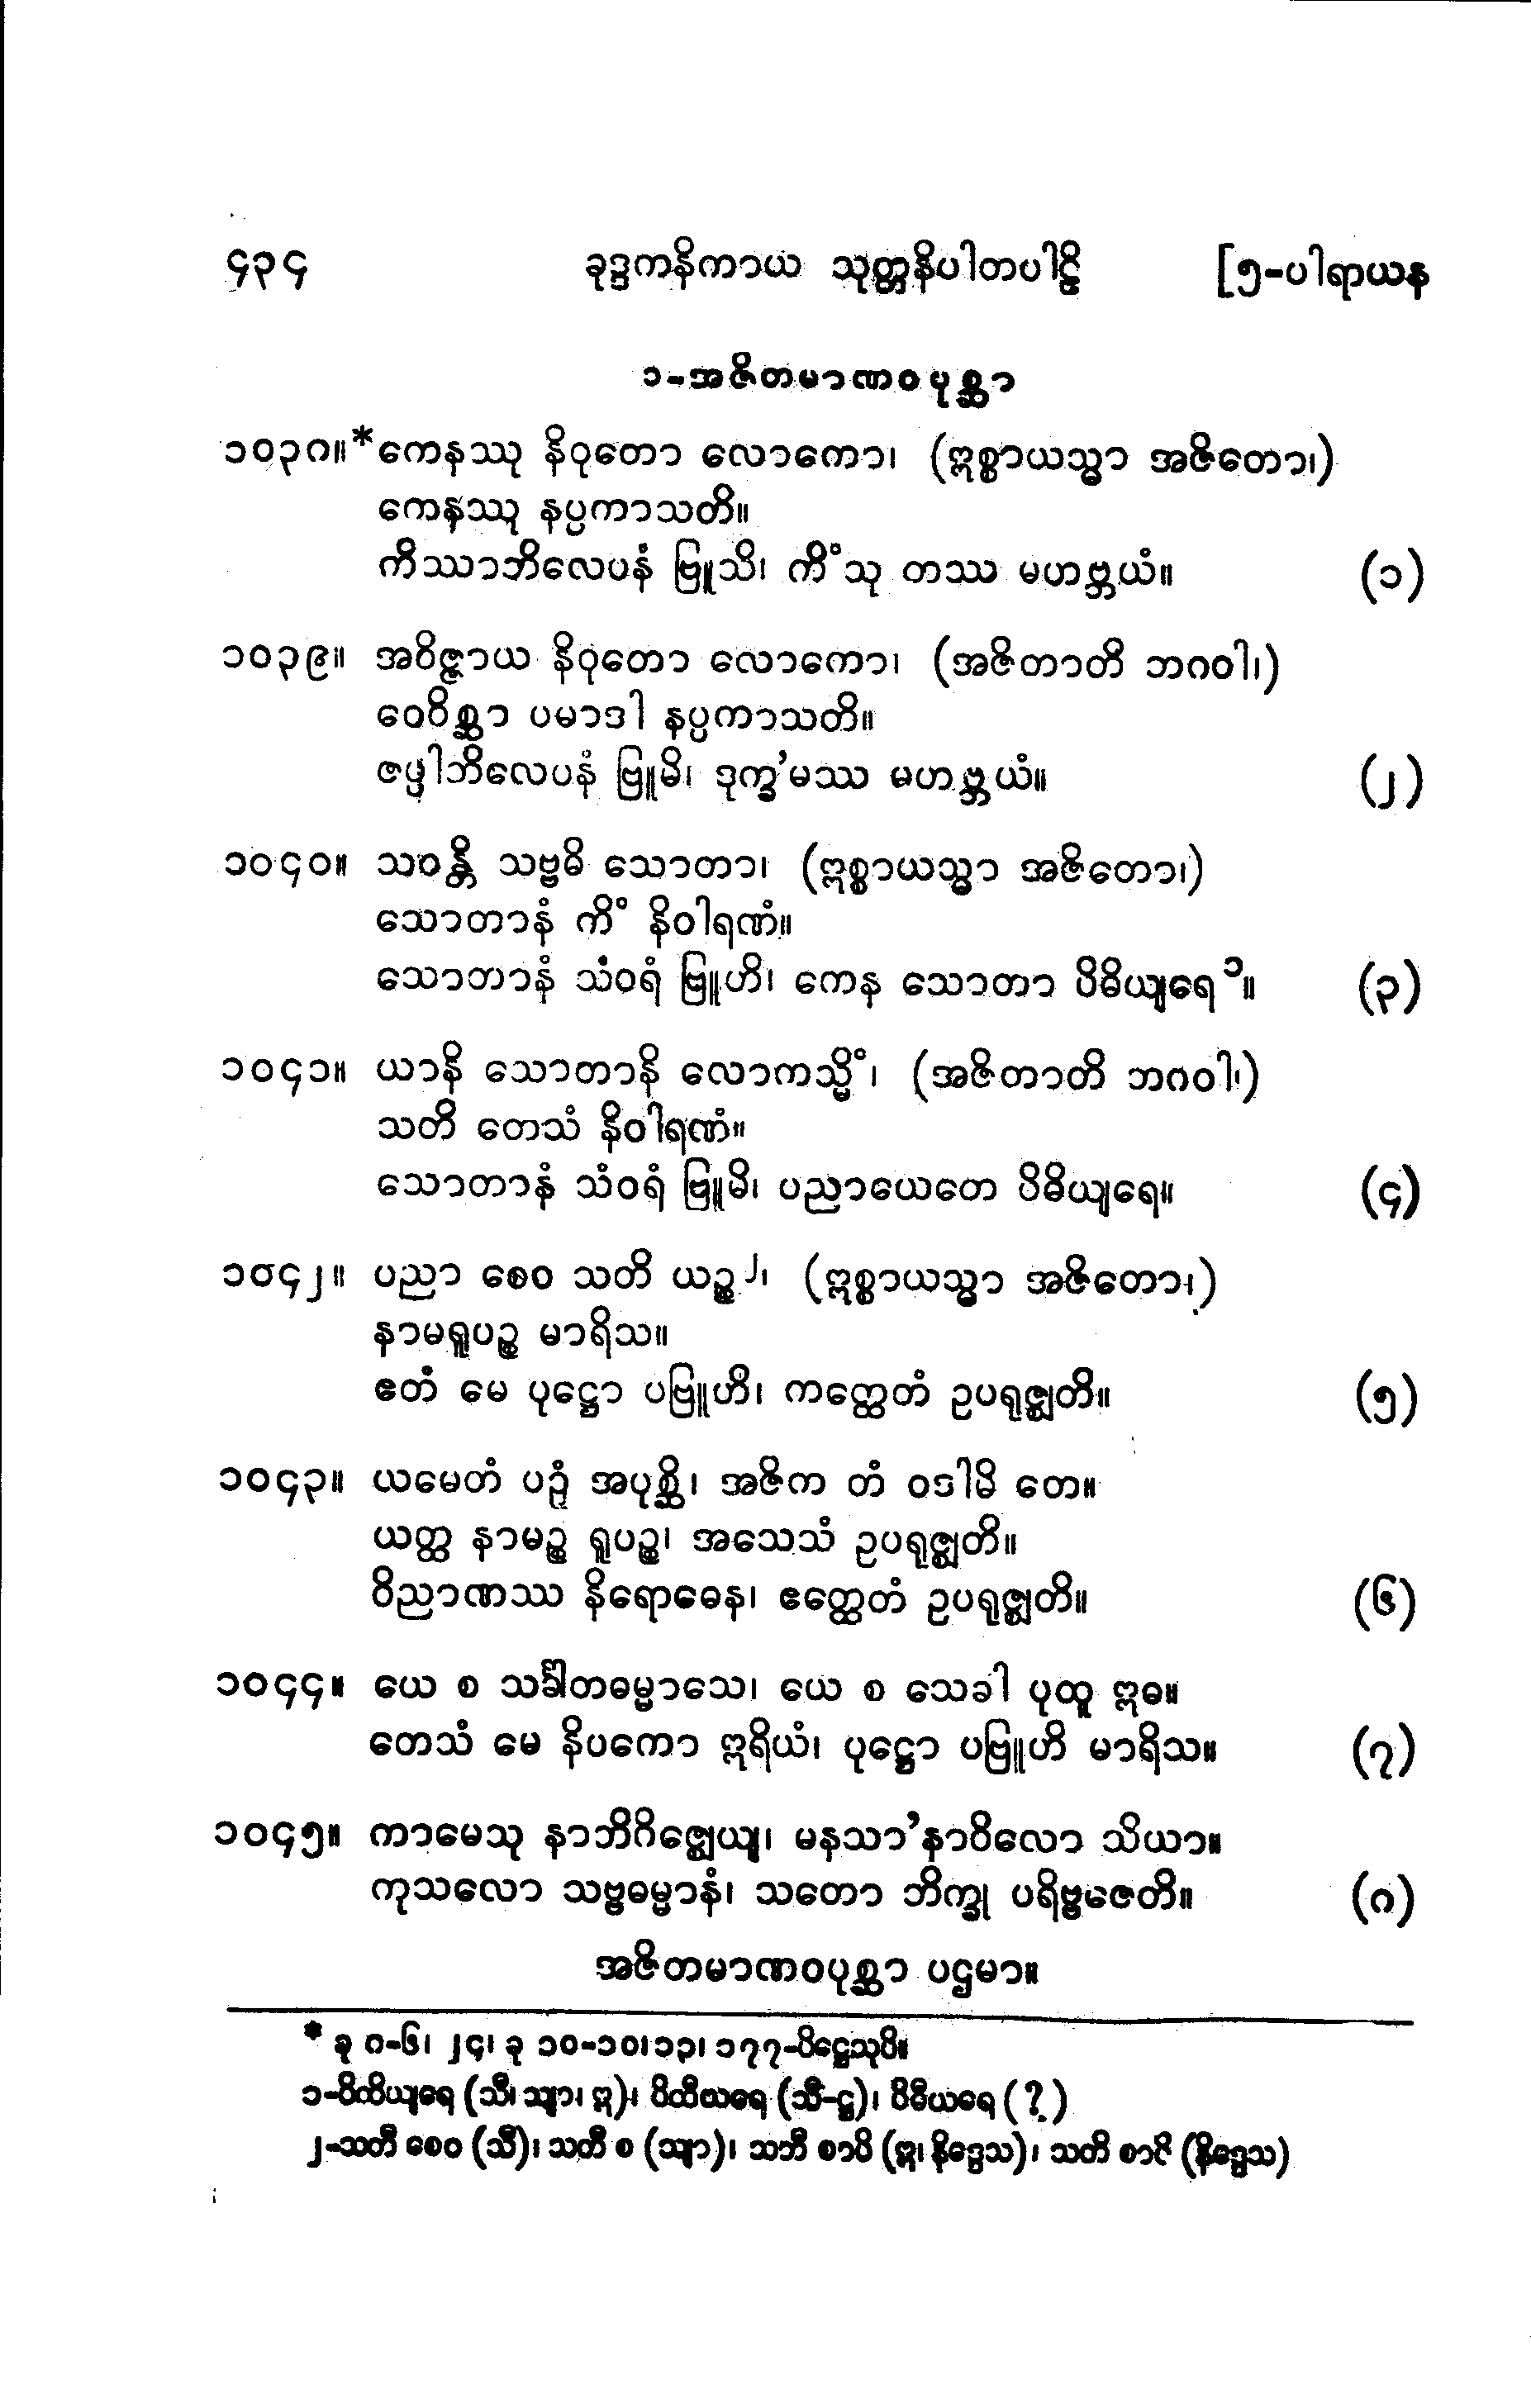 ၄၃၄ ခုဒ္ဒကနိကာယ သုတ္တနိပါတပါဠိ [၅-ပါရာယန
၁-အဇိတမာဏဝပုစ္ဆာ
၁၀၃၈။*ကေနဿု နိဝုတော လောကော၊ (ဣစ္စာယသ္မာ အဇိတော၊)
ကေနဿု နပ္ပကာသတိ။
ကိဿာဘိလေပနံ ဗြူသိ၊ ကိံသု တဿ မဟဗ္ဘယံ။ (၁)
၁၀၃၉။ အဝိဇ္ဇာယ နိဝုတော လောကော၊ (အဇိတာတိ ဘဂဝါ၊)
ဝေဝိစ္ဆာ ပမာဒါ နပ္ပကာသတိ။
ဇပ္ပါဘိလေပနံ ဗြူမိ၊ ဒုက္ခ’မဿ မဟဗ္ဘယံ။ (၂)
၁၀၄၀။ သဝန္တိ သဗ္ဗဓိ သောတာ၊ (ဣစ္စာယသ္မာ အဇိတော၊)
သောတာနံ ကိံ နိဝါရဏံ။
သောတာနံ သံဝရံ ဗြူဟိ၊ ကေန သောတာ ပိဓိယျရေ၁။ (၃)
၁၀၄၁။ ယာနိ သောတာနိ လောကသ္မိံ၊ (အဇိတာတိ ဘဂဝါ၊)
သတိ တေသံ နိဝါရဏံ။
သောတာနံ သံဝရံ ဗြူမိ၊ ပညာယေတေ ပိဓိယျရေ။ (၄)
၁၀၄၂။ ပညာ စေဝ သတိ ယဉ္စ၂၊ (ဣစ္စာယသ္မာ အဇိတော၊)
နာမရူပဉ္စ မာရိသ။
ဧတံ မေ ပုဋ္ဌော ပဗြူဟိ၊ ကတ္ထေတံ ဥပရုဇ္ဈတိ။ (၅)
၁၀၄၃။ ယမေတံ ပဉှံ အပုစ္ဆိ၊ အဇိက တံ ဝဒါမိ တေ။
ယတ္ထ နာမဉ္စ ရူပဉ္စ၊ အသေသံ ဥပရုဇ္ဈတိ။
ဝိညာဏဿ နိရောဓေန၊ ဧတ္ထေတံ ဥပရုဇ္ဈတိ။ (၆)
၁၀၄၄။ ယေ စ သင်္ခါတဓမ္မာသေ၊ ယေ စ သေခါ ပုထူ ဣဓ။
တေသံ မေ နိပကော ဣရိယံ၊ ပုဋ္ဌော ပဗြူဟိ မာရိသ။ (၇)
၁၀၄၅။ ကာမေသု နာဘိဂိဇ္ဈေယျ၊ မနသာ’နာဝိလော သိယာ။
ကုသလော သဗ္ဗဓမ္မာနံ၊ သတော ဘိက္ခု ပရိဗ္ဗဇေတိ။ (၈)
အဇိတမာဏဝပုစ္ဆာ ပဌမာ။
* ခု ၈-၆၊ ၂၄၊ ခု ၁၀-၁၀၊၁၃၊ ၁၇၇-ပိဋ္ဌေသုပိ။
၁-ပိထိယျရေ (သီ၊ သျာ၊ ဣ)၊ ပိထီယရေ (သီ-ဋ္ဌ)၊ ပိဓီယရေ (?)
၂-သတီ စေဝ (သီ)၊ သတီ စ (သျာ)၊ သတီ စာပိ (ဣ၊ နိဒ္ဒေသ)၊ သတိ စာပိ (နိဒ္ဒေသ)